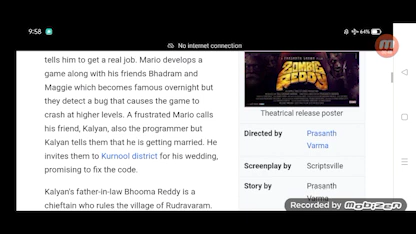 9:58
54%
No internet connection
tells him to get a real job. Mario develops a
game along with his friends Bhadram and
Maggie which becomes famous overnight but
they detect a bug that causes the game to
crash at higher levels. A frustrated Mario calls
his friend, Kalyan, also the programmer but
Kalyan tells them that he is getting married. He
invites them to Kurnool district for his wedding,
promising to fix the code.
Kalyan's father-in-law Bhooma Reddy is a
chieftain who rules the village of Rudravaram.
ZOMBIE
REDDY
Theatrical release poster
Directed by Prasanth
Varma
Screenplay by Scriptsville
Story by Prasanth
Varma
Recorded by Mobizen